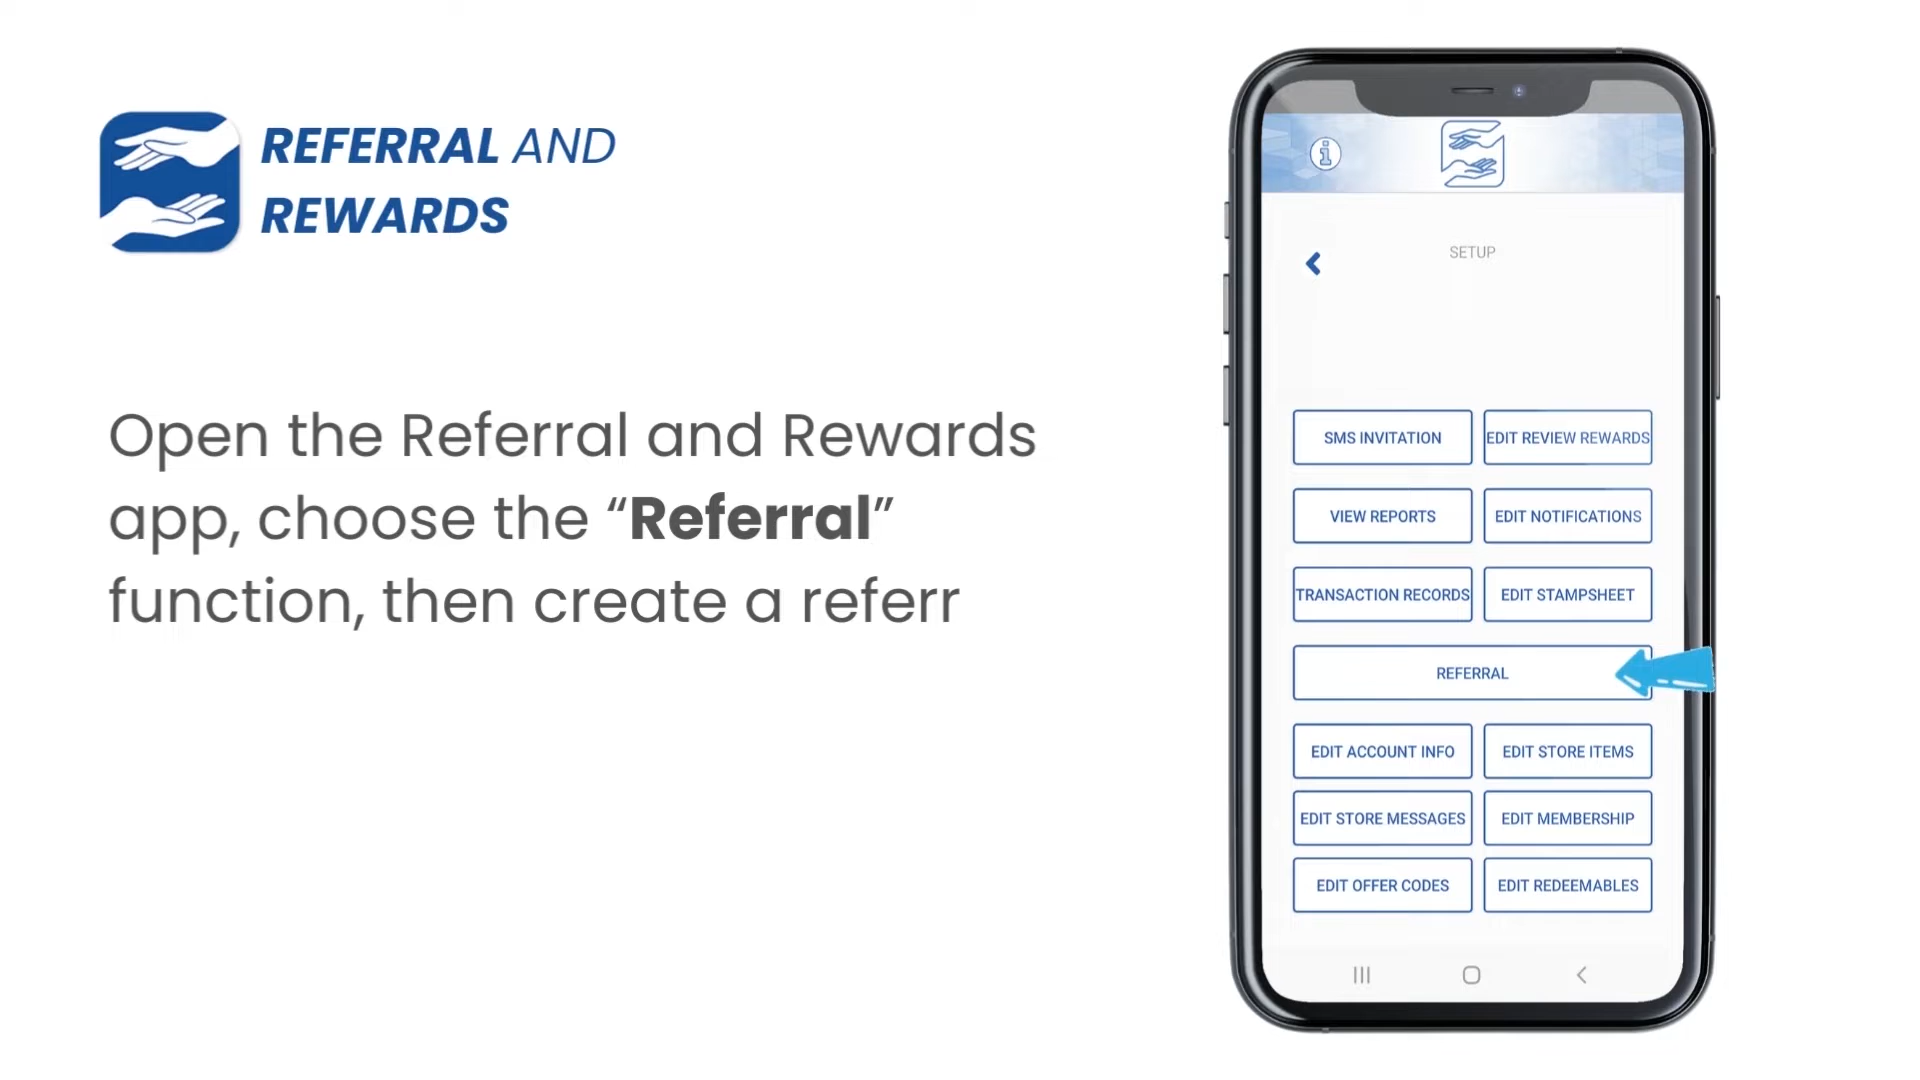 REFERRAL AND
REWARDS
Open the Referral and Rewards
app, choose the “Referral”
function, then create a referr
SETUP
SMS INVITATION
EDIT REVIEW REWARDS
VIEW REPORTS
EDIT NOTIFICATIONS
TRANSACTION RECORDS
EDIT STAMPSHEET
REFERRAL
EDIT ACCOUNT INFO
EDIT STORE ITEMS
EDIT STORE MESSAGES
EDIT MEMBERSHIP
EDIT OFFER CODES
EDIT REDEEMABLES